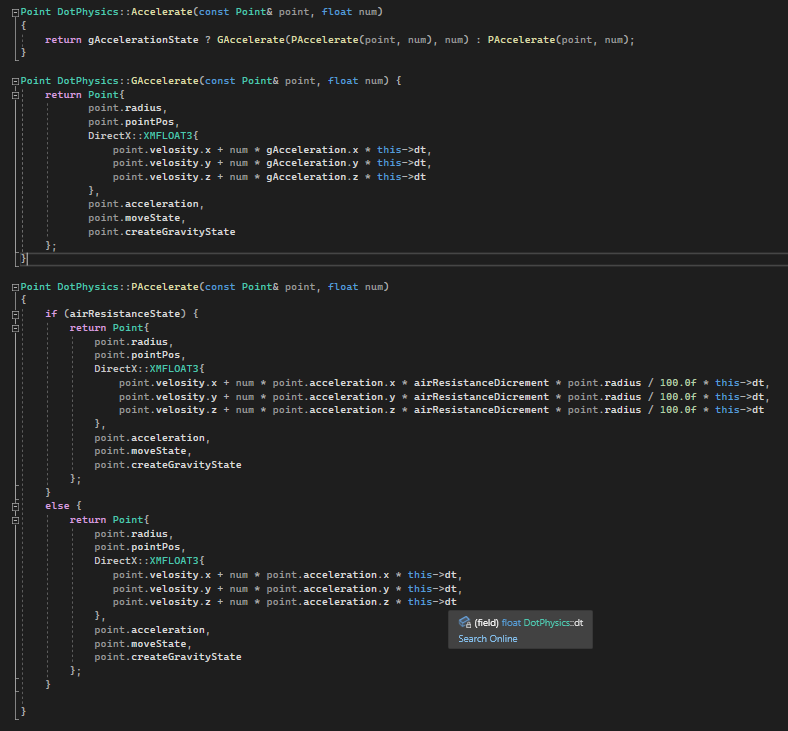 Point DotPhysics::Accelerate(const Point& point, float num)
{
    return gAccelerationState ? GAccelerate(PAccelerate(point, num), num) : PAccelerate(point, num);
}
Point DotPhysics::GAccelerate(const Point& point, float num) {
    return Point{
           point.radius,
           point.pointPos,
           DirectX::XMFLOAT3{
               point.velosity.x + num * gAcceleration.x * this->dt,
               point.velosity.y + num * gAcceleration.y * this->dt,
               point.velosity.z + num * gAcceleration.z * this->dt
           },
           point.acceleration,
           point.moveState,
           point.createGravityState
    };
}
Point DotPhysics::PAccelerate(const Point& point, float num)
{
    if (airResistanceState) {
        return Point{
            point.radius,
            point.pointPos,
            DirectX::XMFLOAT3{
                point.velosity.x + num * point.acceleration.x * airResistanceDicrement * point.radius / 100.0f * this->dt,
                point.velosity.y + num * point.acceleration.y * airResistanceDicrement * point.radius / 100.0f * this->dt,
                point.velosity.z + num * point.acceleration.z * airResistanceDicrement * point.radius / 100.0f * this->dt
            },
            point.acceleration,
            point.moveState,
            point.createGravityState
        };
    }
    else {
        return Point{
            point.radius,
            point.pointPos,
            DirectX::XMFLOAT3{
               point.velosity.x + num * point.acceleration.x * this->dt,
               point.velosity.y + num * point.acceleration.y * this->dt,
               point.velosity.z + num * point.acceleration.z * this->dt
            },
            point.acceleration,
            point.moveState,
            point.createGravityState
        };
    }
}
(field) float DotPhysics::dt
Search Online